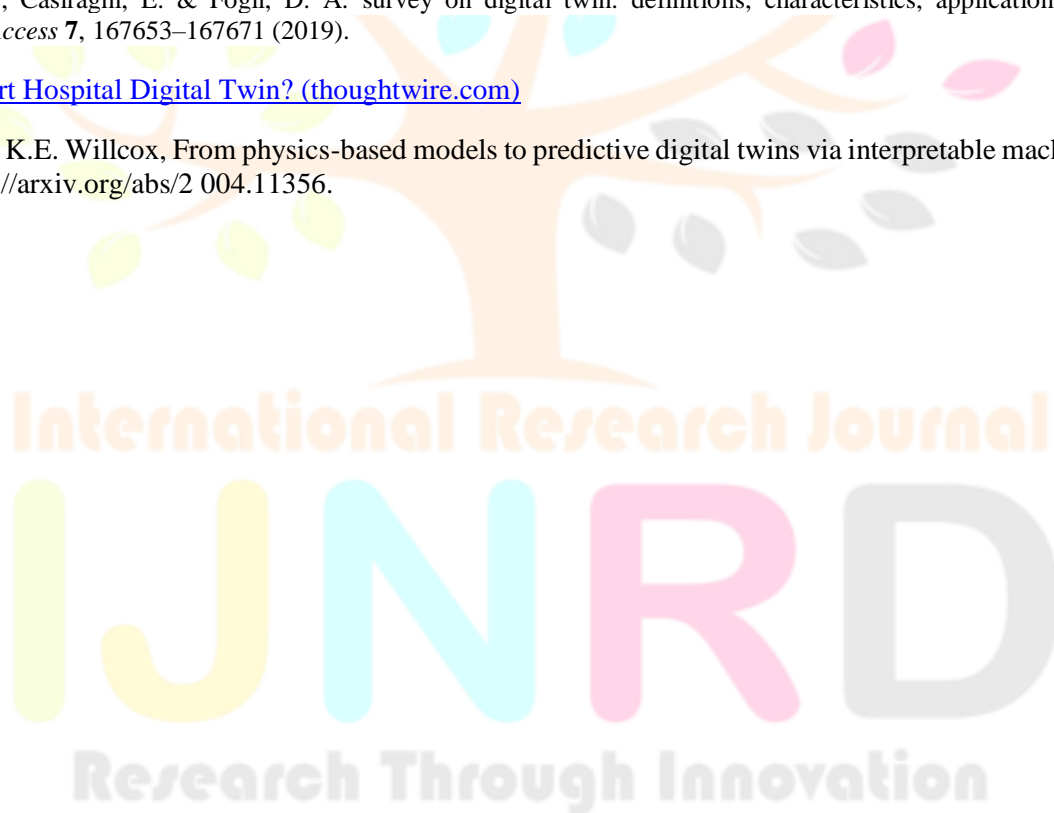 , Casiraghi, E. & Fogli, D. A. survey on digital twin: definitions, characteristics, application
ccess 7, 167653–167671 (2019).
rt Hospital Digital Twin? (thoughtwire.com)
K.E. Willcox, From physics-based models to predictive digital twins via interpretable mac
://arxiv.org/abs/2 004.11356.
International Research Journal
IJNRD
Research Through Innovation